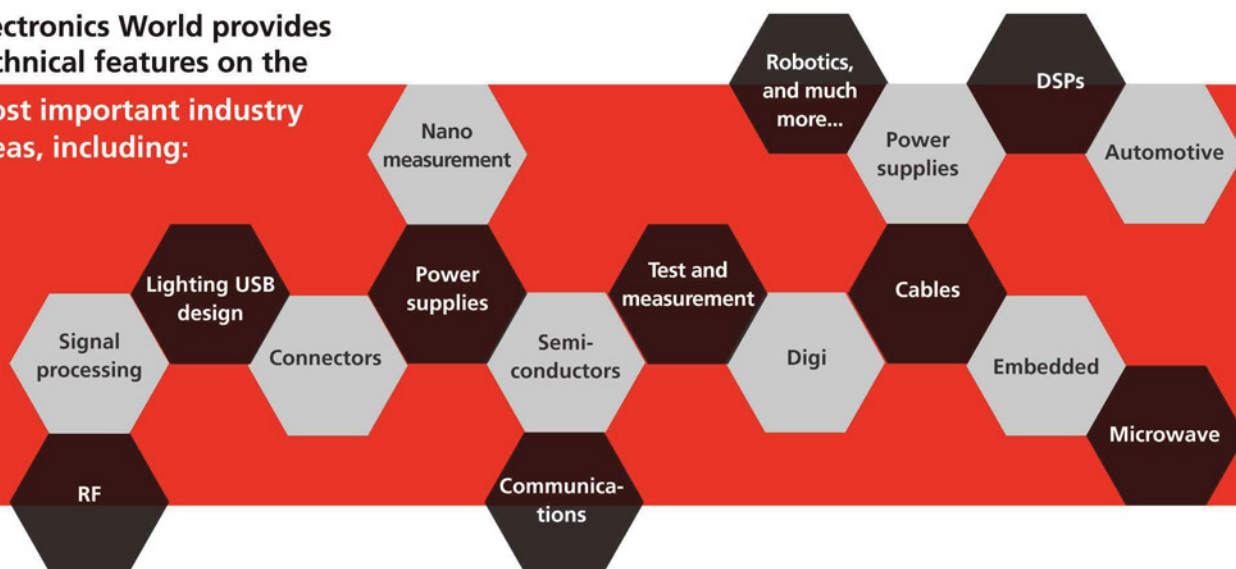 ectronics World provides
chnical features on the
ost important industry
eas, including:
Robotics,
and much
more...
DSPs
Nano
measurement
Power
supplies
Automotive
Lighting USB
design
Power
supplies
Test and
measurement
Cables
Signal
processing
Connectors
Semi-
conductors
Digi
Embedded
Microwave
RF
Communica-
tions